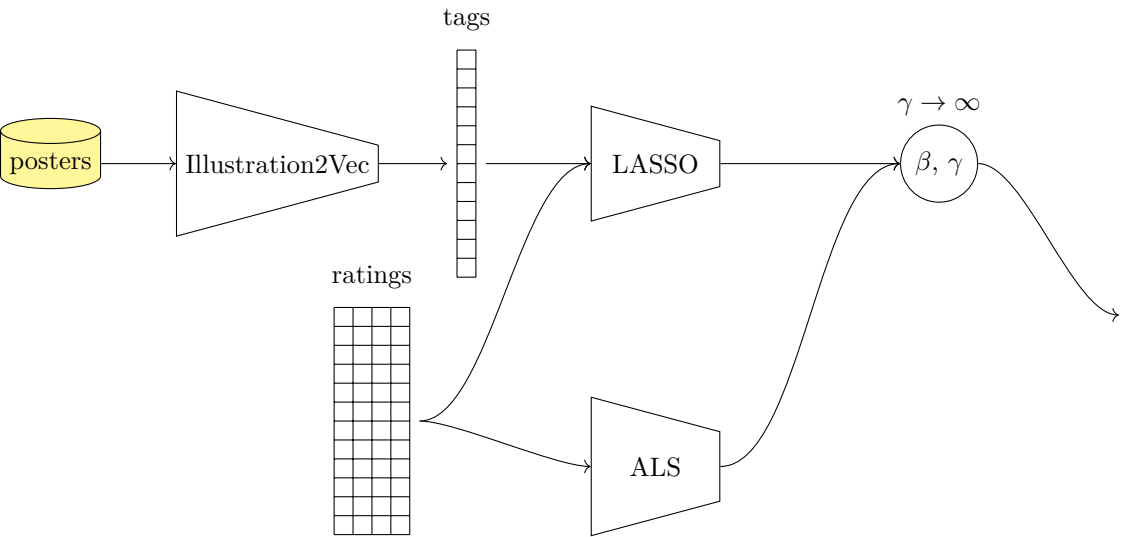 tags
γ → ∞
posters
Illustration2Vec
LASSO
β, γ
ratings
ALS